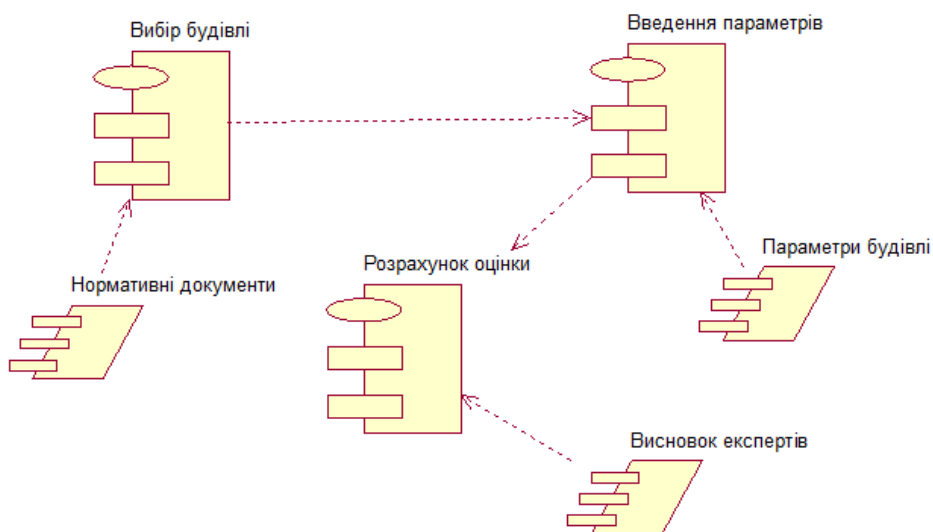 Вибір будівлі
Введення параметрів
Нормативні документи
Розрахунок оцінки
Параметри будівлі
Висновок експертів